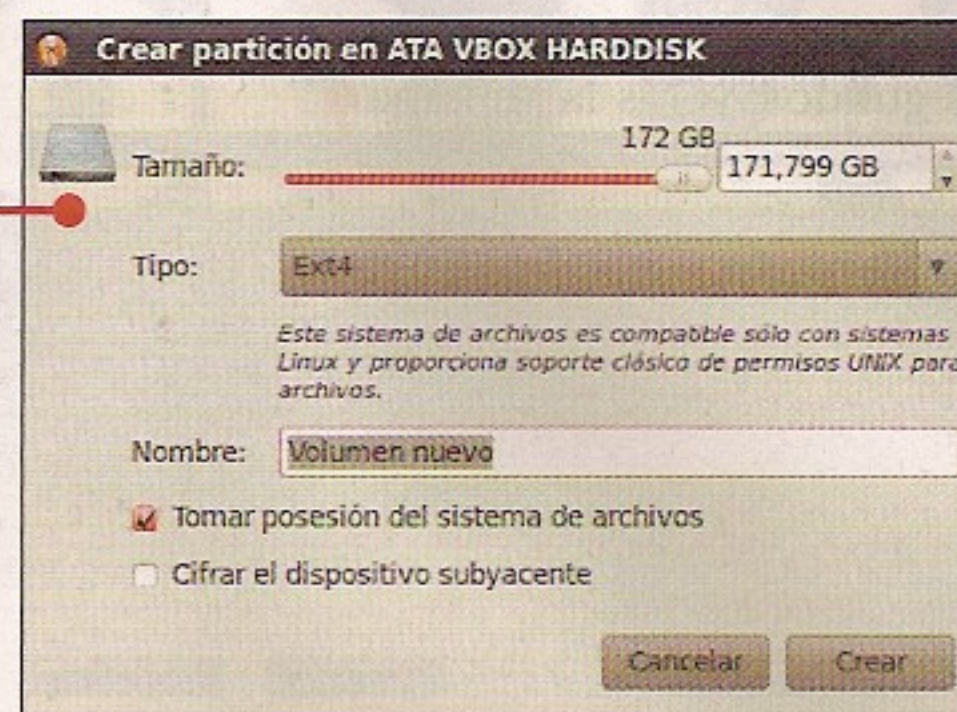 Crear partición en ATA VBOX HARDDISK
172 GB
Tamaño: 171,799 GB
Tipo: Ext4
Este sistema de archivos es compatible sólo con sistemas
Linux y proporciona soporte clásico de permisos UNIX para
archivos.
Nombre: Volumen nuevo
Tomar posesión del sistema de archivos
Cifrar el dispositivo subyacente
Cancelar Crear